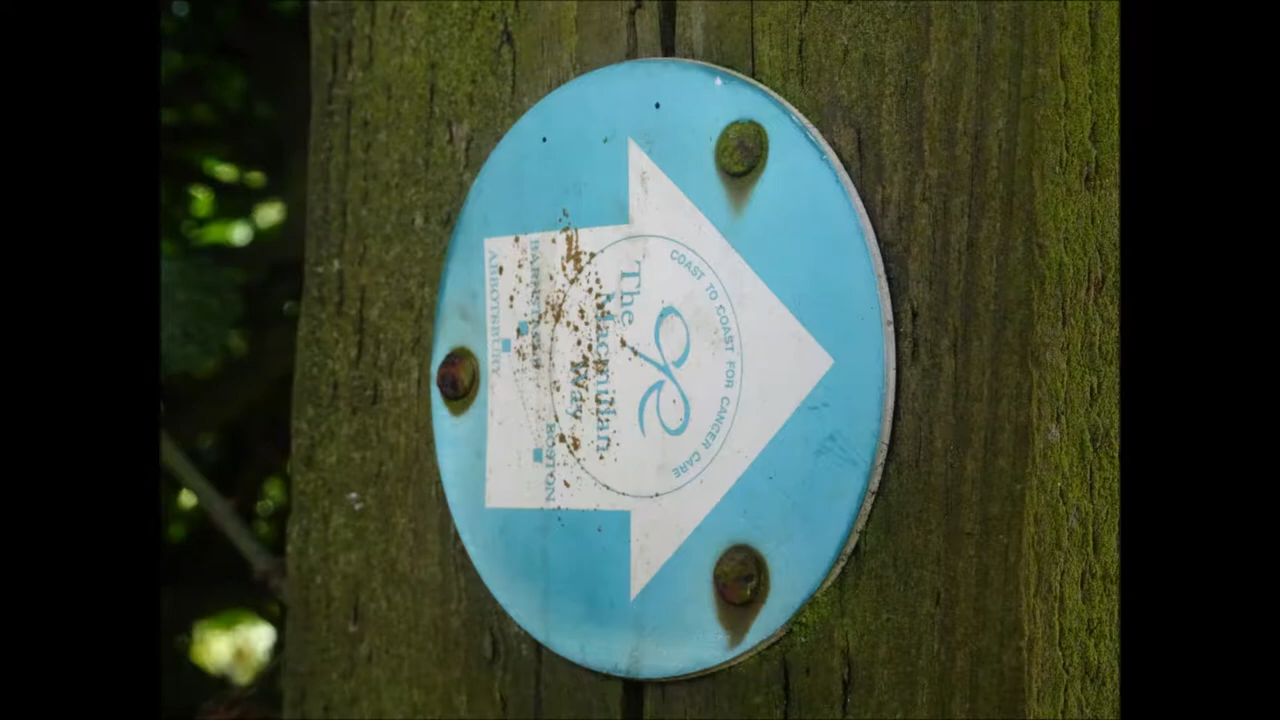 COAST TO COAST FOR CANCER CARE
The
Macmillan
Way
BOSTON
BARNSTAPLE
ABBOTSBURY